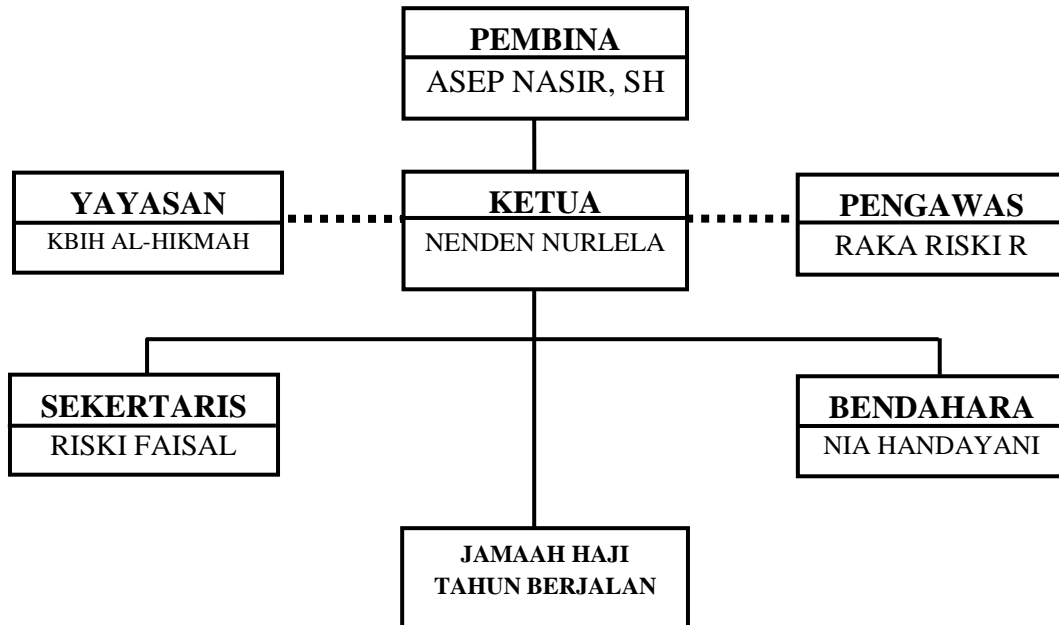 PEMBINA
ASEP NASIR, SH
YAYASAN
KBIH AL-HIKMAH
KETUA
NENDEN NURLELA
PENGAWAS
RAKA RISKI R
SEKERTARIS
RISKI FAISAL
BENDAHARA
NIA HANDAYANI
JAMAAH HAJI
TAHUN BERJALAN